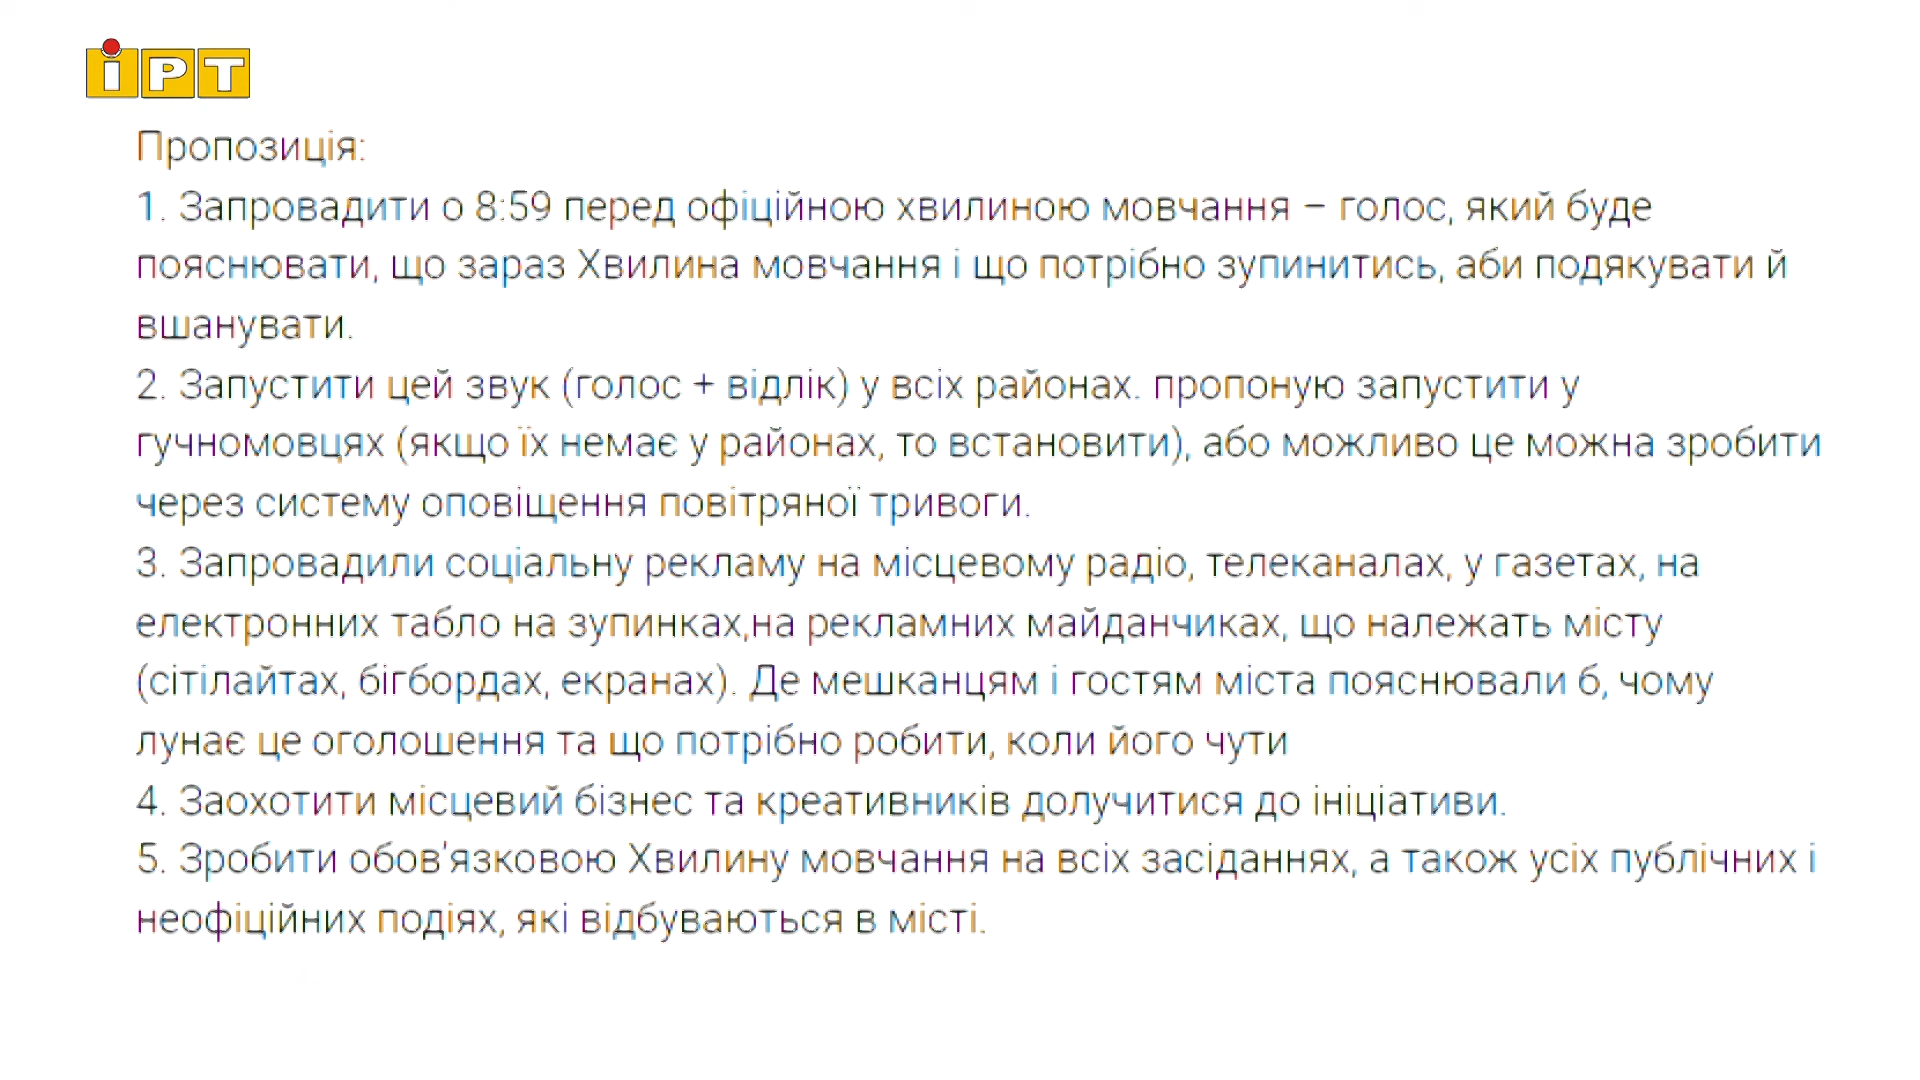 іРТ
Пропозиція:
1. Запровадити о 8:59 перед офіційною хвилиною мовчання – голос, який буде
пояснювати, що зараз Хвилина мовчання і що потрібно зупинитись, аби подякувати й
вшанувати.
2. Запустити цей звук (голос + відлік) у всіх районах. пропоную запустити у
гучномовцях (якщо їх немає у районах, то встановити), або можливо це можна зробити
через систему оповіщення повітряної тривоги.
3. Запровадили соціальну рекламу на місцевому радіо, телеканалах, у газетах, на
електронних табло на зупинках,на рекламних майданчиках, що належать місту
(сітілайтах, бігбордах, екранах). Де мешканцям і гостям міста пояснювали б, чому
лунає це оголошення та що потрібно робити, коли його чути
4. Заохотити місцевий бізнес та креативників долучитися до ініціативи.
5. Зробити обов'язковою Хвилину мовчання на всіх засіданнях, а також усіх публічних і
неофіційних подіях, які відбуваються в місті.